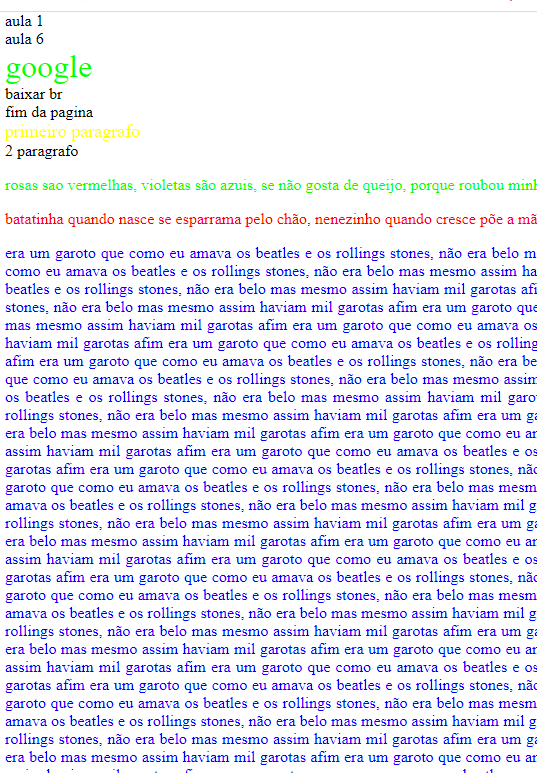 aula 1
aula 6
google
baixar br
fim da pagina
primeiro paragrafo
2 paragrafo
rosas sao vermelhas, violetas são azuis, se não gosta de queijo, porque roubou minh
batatinha quando nasce se esparrama pelo chão, nenezinho quando cresce põe a mã
era um garoto que como eu amava os beatles e os rollings stones, não era belo m
como eu amava os beatles e os rollings stones, não era belo mas mesmo assim ha
beatles e os rollings stones, não era belo mas mesmo assim haviam mil garotas afi
stones, não era belo mas mesmo assim haviam mil garotas afim era um garoto que
mas mesmo assim haviam mil garotas afim era um garoto que como eu amava os
haviam mil garotas afim era um garoto que como eu amava os beatles e os rolling
afim era um garoto que como eu amava os beatles e os rollings stones, não era be
que como eu amava os beatles e os rollings stones, não era belo mas mesmo assim
os beatles e os rollings stones, não era belo mas mesmo assim haviam mil garo
rollings stones, não era belo mas mesmo assim haviam mil garotas afim era um ga
era belo mas mesmo assim haviam mil garotas afim era um garoto que como eu am
assim haviam mil garotas afim era um garoto que como eu amava os beatles e os
garotas afim era um garoto que como eu amava os beatles e os rollings stones, não
garoto que como eu amava os beatles e os rollings stones, não era belo mas mesm
amava os beatles e os rollings stones, não era belo mas mesmo assim haviam mil g
rollings stones, não era belo mas mesmo assim haviam mil garotas afim era um ga
era belo mas mesmo assim haviam mil garotas afim era um garoto que como eu am
assim haviam mil garotas afim era um garoto que como eu amava os beatles e os
garotas afim era um garoto que como eu amava os beatles e os rollings stones, não
garoto que como eu amava os beatles e os rollings stones, não era belo mas mesm
amava os beatles e os rollings stones, não era belo mas mesmo assim haviam mil g
rollings stones, não era belo mas mesmo assim haviam mil garotas afim era um ga
era belo mas mesmo assim haviam mil garotas afim era um garoto que como eu am
assim haviam mil garotas afim era um garoto que como eu amava os beatles e os
garotas afim era um garoto que como eu amava os beatles e os rollings stones, não
garoto que como eu amava os beatles e os rollings stones, não era belo mas mesm
amava os beatles e os rollings stones, não era belo mas mesmo assim haviam mil g
rollings stones, não era belo mas mesmo assim haviam mil garotas afim era um ga
era belo mas mesmo assim haviam mil garotas afim era um garoto que como eu am